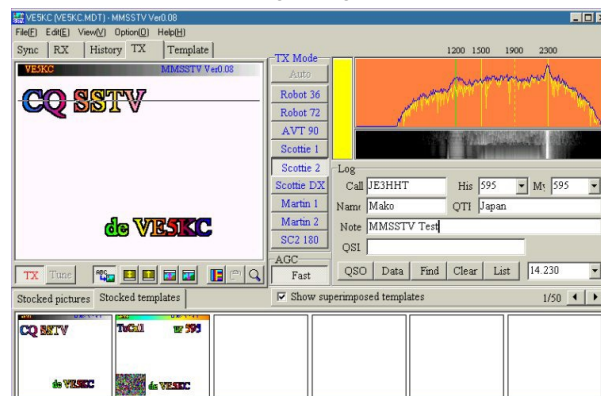 VE5KC (VE5KC.MDT) - MMSSTV Ver0.08
File(F) Edit(E) View(V) Option(O) Help(H)
Sync RX History TX Template
VE5KC MMSSTV Ver0.08
CQ SSTV
de VE5KC
TX Tune
TX Mode
Auto
Robot 36
Robot 72
AVT 90
Scottie 1
Scottie 2
Scottie DX
Martin 1
Martin 2
SC2 180
AGC
Fast
1200 1500 1900 2300
Log
Call JE3HHT His 595 My 595
Name Mako QTH Japan
Note MMSSTV Test
QSL
QSO Data Find Clear List 14.230
Stocked pictures Stocked templates
Show superimposed templates 1/50
CQ SSTV
de VE5KC
ur 595
de VE5KC